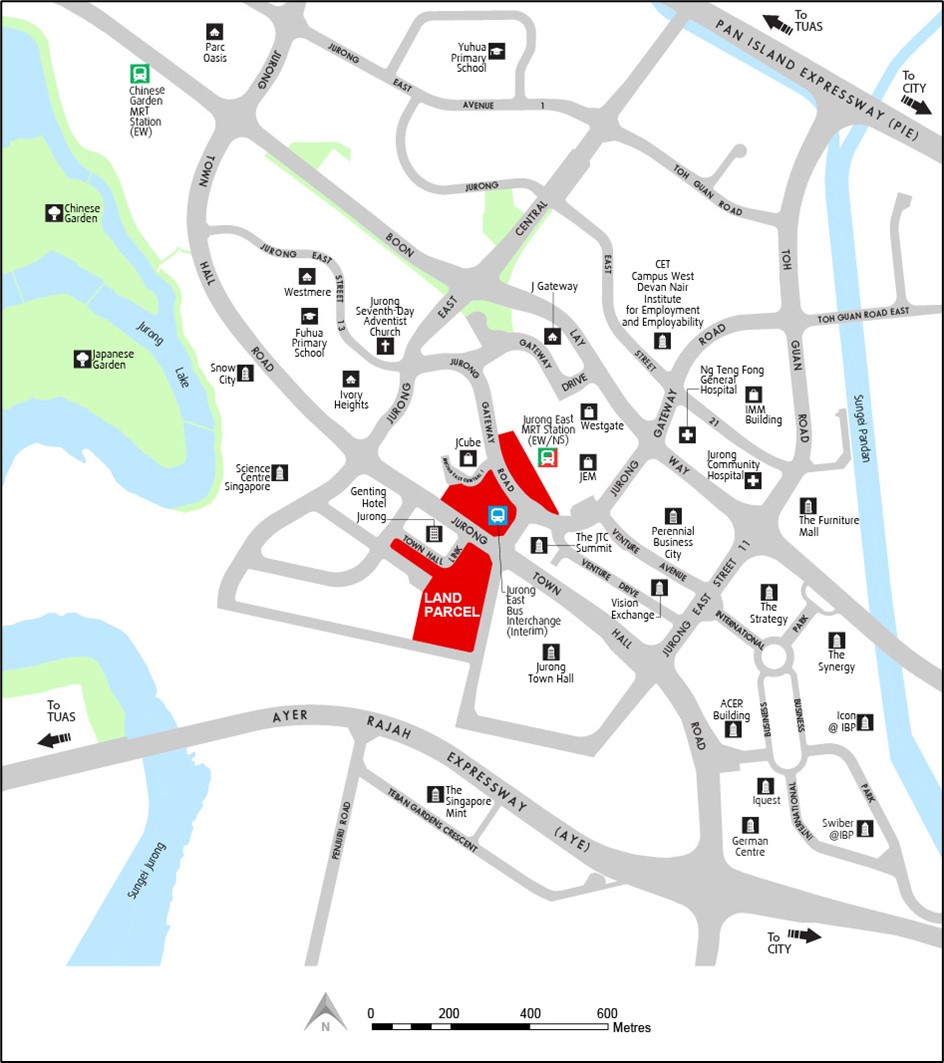 To
TUAS
PAN ISLAND EXPRESSWAY (PIE)
To
CITY
Parc
Oasis
JURONG
JURONG
EAST
AVENUE
1
Yuhua
Primary
School
Chinese
Garden
MRT
Station
(EW)
TOWN
HALL
ROAD
TOH GUAN ROAD
Chinese
Garden
JURONG
CENTRAL
BOON
EAST
JURONG EAST
STREET
13
Westmere
Fuhua
Primary
School
Jurong
Seventh-Day
Adventist
Church
EAST
J Gateway
LAY
CET
Campus West
Devan Nair
Institute
for Employment
and Employability
TOH
GUAN
ROAD
TOH GUAN ROAD EAST
Jurong
Lake
Japanese
Garden
Snow
City
Ivory
Heights
JURONG
JURONG
GATEWAY
ROAD
GATEWAY
DRIVE
STREET
21
GATEWAY
ROAD
Ng Teng Fong
General
Hospital
IMM
Building
Sungei Pandan
Jurong East
MRT Station
(EW/NS)
Westgate
JCube
JURONG EAST CENTRAL 1
JEM
JURONG
WAY
Jurong
Community
Hospital
Science
Centre
Singapore
Genting
Hotel
Jurong
JURONG
TOWN HALL
LINK
The JTC
Summit
VENTURE
AVENUE
Perennial
Business
City
The Furniture
Mall
LAND
PARCEL
Jurong
East
Bus
Interchange
(Interim)
TOWN
HALL
ROAD
VENTURE DRIVE
Vision
Exchange
JURONG EAST STREET 11
The
Strategy
INTERNATIONAL
PARK
The
Synergy
Jurong
Town Hall
ACER
Building
BUSINESS
BUSINESS
Icon
@ IBP
To
TUAS
AYER
RAJAH
EXPRESSWAY
(AYE)
The
Singapore
Mint
TEBAN GARDENS CRESCENT
PENJURU ROAD
Iquest
INTERNATIONAL
PARK
German
Centre
Swiber
@IBP
Sungei Jurong
To
CITY
N
0
200
400
600
Metres